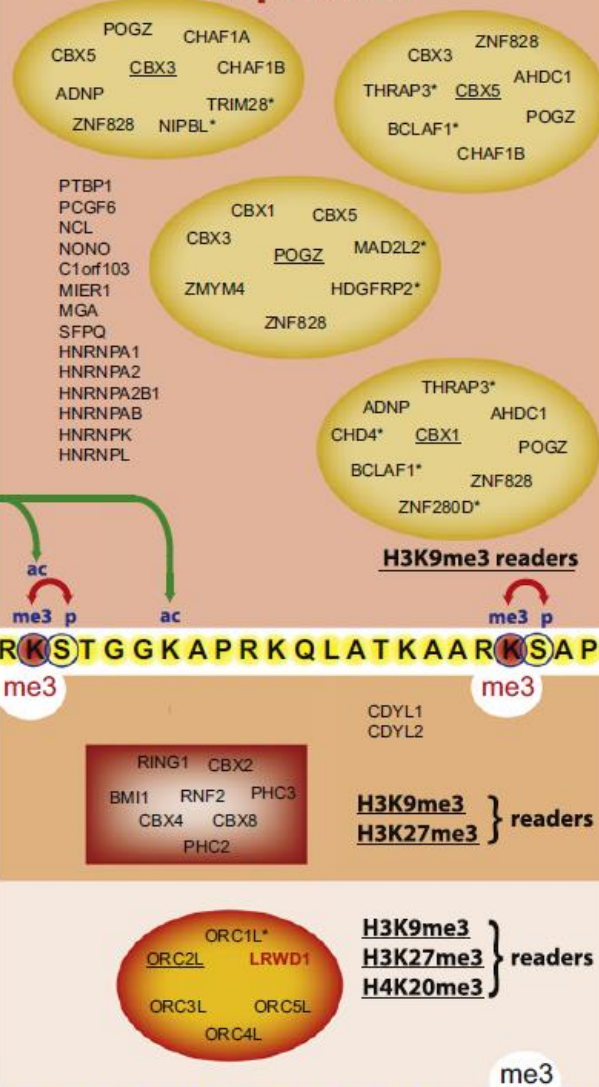 POGZ CHAF1A
CBX5 CBX3 CHAF1B
ADNP TRIM28*
ZNF828 NIPBL*
ZNF828
CBX3 AHDC1
THRAP3* CBX5
BCLAF1* POGZ
CHAF1B
PTBP1
PCGF6
NCL
NONO
C1orf103
MIER1
MGA
SFPQ
HNRNPA1
HNRNPA2
HNRNPA2B1
HNRNPAB
HNRNPK
HNRNPL
CBX1 CBX5
CBX3 POGZ MAD2L2*
ZMYM4 HDGFRP2*
ZNF828
THRAP3*
ADNP AHDC1
CHD4* CBX1 POGZ
BCLAF1* ZNF828
ZNF280D*
H3K9me3 readers
ac
me3 p ac me3 p
RKSTGGKAPRKQLATKAARKSAP
me3 me3
CDYL1
CDYL2
RING1 CBX2
BMI1 RNF2 PHC3
CBX4 CBX8
PHC2
H3K9me3
H3K27me3 } readers
ORC1L*
ORC2L LRWD1
ORC3L ORC5L
ORC4L
H3K9me3
H3K27me3 } readers
H4K20me3
me3